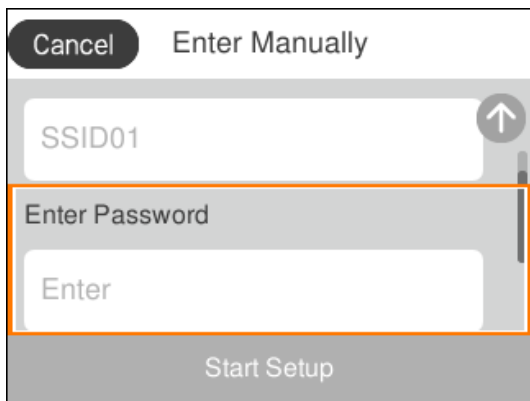 Cancel Enter Manually
SSID01
Enter Password
Enter
Start Setup